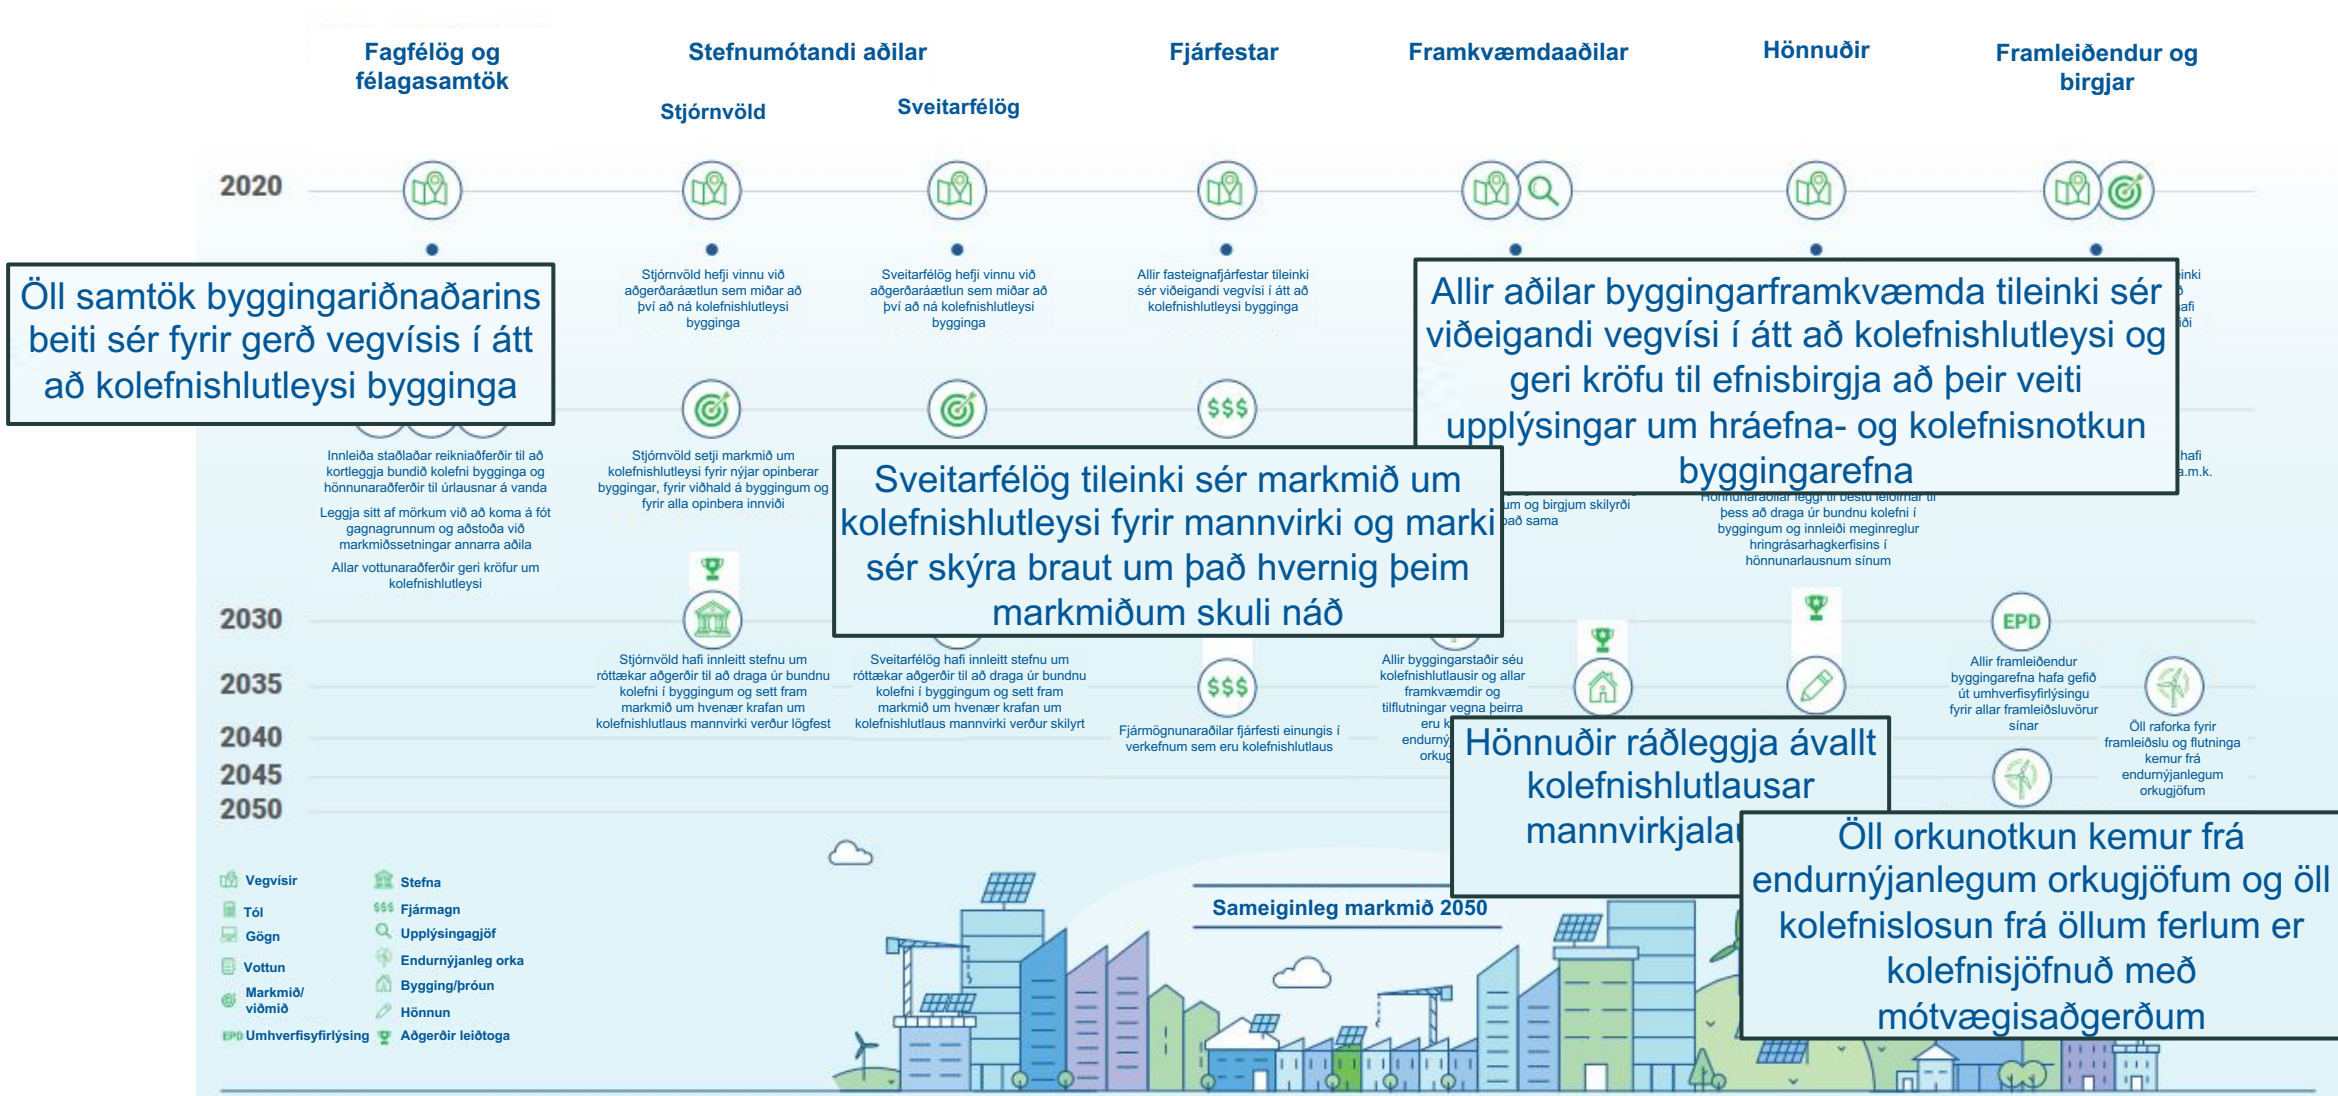 Fagfélög og
félagasamtök
Stefnumótandi aðilar
Stjórnvöld
Sveitarfélög
Fjárfestar
Framkvæmdaaðilar
Hönnuðir
Framleiðendur og
birgjar
2020
Öll samtök byggingariðnaðarins
beiti sér fyrir gerð vegvísis í átt
að kolefnishlutleysi bygginga
Stjórnvöld hefji vinnu við
aðgerðaráætlun sem miðar að
því að ná kolefnishlutleysi
bygginga
Sveitarfélög hefji vinnu við
aðgerðaráætlun sem miðar að
því að ná kolefnishlutleysi
bygginga
Allir fasteignafjárfestar tileinki
sér viðeigandi vegvísi í átt að
kolefnishlutleysi bygginga
Allir aðilar byggingarframkvæmda tileinki sér
viðeigandi vegvísi í átt að kolefnishlutleysi og
geri kröfu til efnisbirgja að þeir veiti
upplýsingar um hráefna- og kolefnisnotkun
byggingarefna
$$$
Innleiða staðlaðar reikniaðferðir til að
kortleggja bundið kolefni bygginga og
hönnunaraðferðir til úrlausnar á vanda
Leggja sitt af mörkum við að koma á fót
gagnagrunnum og aðstoða við
markmiðssetningar annarra aðila
Allar vottunaraðferðir geri kröfur um
kolefnishlutleysi
Stjórnvöld setji markmið um
kolefnishlutleysi fyrir nýjar opinberar
byggingar, fyrir viðhald á byggingum og
fyrir alla opinbera innviði
Sveitarfélög tileinki sér markmið um
kolefnishlutleysi fyrir mannvirki og marki
sér skýra braut um það hvernig þeim
markmiðum skuli náð
hafi
a.m.k.
um og birgjum skilyrði
það sama
Hönnunaraðilar leggi til bestu leiðirnar til
þess að draga úr bundnu kolefni í
byggingum og innleiði meginreglur
hringrásarhagkerfisins í
hönnunarlausnum sínum
2030
EPD
Stjórnvöld hafi innleitt stefnu um
róttækar aðgerðir til að draga úr bundnu
kolefni í byggingum og sett fram
markmið um hvenær krafan um
kolefnishlutlaus mannvirki verður lögfest
Sveitarfélög hafi innleitt stefnu um
róttækar aðgerðir til að draga úr bundnu
kolefni í byggingum og sett fram
markmið um hvenær krafan um
kolefnishlutlaus mannvirki verður skilyrt
Allir byggingarstaðir séu
kolefnishlutlausir og allar
framkvæmdir og
tilflutningar vegna þeirra
eru
Allir framleiðendur
byggingarefna hafa gefið
út umhverfisyfirlýsingu
fyrir allar framleiðsluvörur
sínar
2035
$$$
Fjármögnunaraðilar fjárfesti einungis í
verkefnum sem eru kolefnishlutlaus
Öll raforka fyrir
framleiðslu og flutninga
kemur frá
endurnýjanlegum
orkugjöfum
2040
2045
2050
Hönnuðir ráðleggja ávallt
kolefnishlutlausar
mannvirkjalau
Öll orkunotkun kemur frá
endurnýjanlegum orkugjöfum og öll
kolefnislosun frá öllum ferlum er
kolefnisjöfnuð með
mótvægisaðgerðum
Sameiginleg markmið 2050
Vegvísir
Tól
Gögn
Vottun
Markmið/
viðmið
EPD Umhverfisyfirlýsing
Stefna
$$$ Fjármagn
Upplýsingagjöf
Endurnýjanleg orka
Bygging/þróun
Hönnun
Aðgerðir leiðtoga